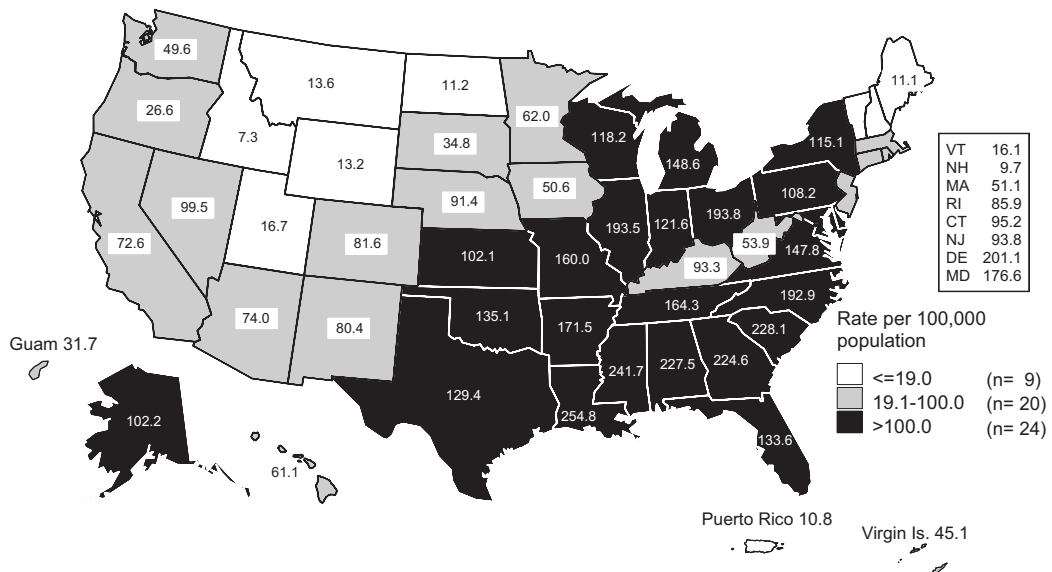 49.6
13.6
11.2
11.1
26.6
62.0
7.3
34.8
118.2
115.1
13.2
148.6
VT 16.1
NH 9.7
MA 51.1
RI 85.9
CT 95.2
NJ 93.8
DE 201.1
MD 176.6
99.5
91.4
50.6
108.2
16.7
193.5
121.6
193.8
72.6
81.6
53.9
147.8
102.1
160.0
93.3
74.0
80.4
135.1
171.5
164.3
192.9
228.1
Rate per 100,000
population
<=19.0 (n= 9)
19.1-100.0 (n= 20)
>100.0 (n= 24)
Guam 31.7
129.4
241.7
227.5
224.6
102.2
254.8
133.6
61.1
Puerto Rico 10.8
Virgin Is. 45.1